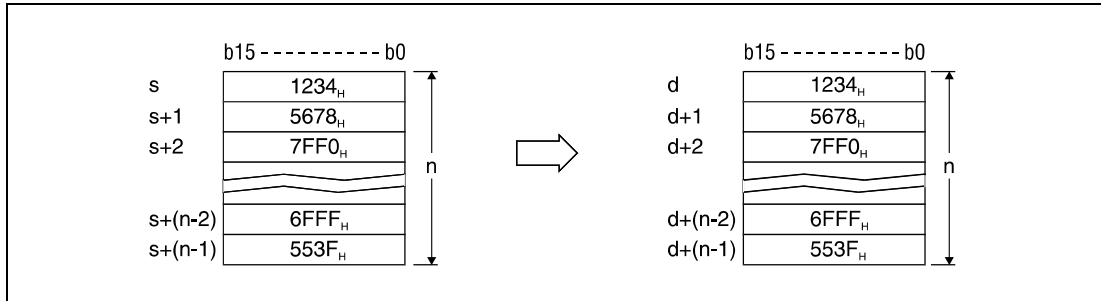 b15 - - - - - - - - - - - b0
s 1234H
s+1 5678H
s+2 7FF0H
n
s+(n-2) 6FFFH
s+(n-1) 553FH
b15 - - - - - - - - - - - b0
d 1234H
d+1 5678H
d+2 7FF0H
n
d+(n-2) 6FFFH
d+(n-1) 553FH